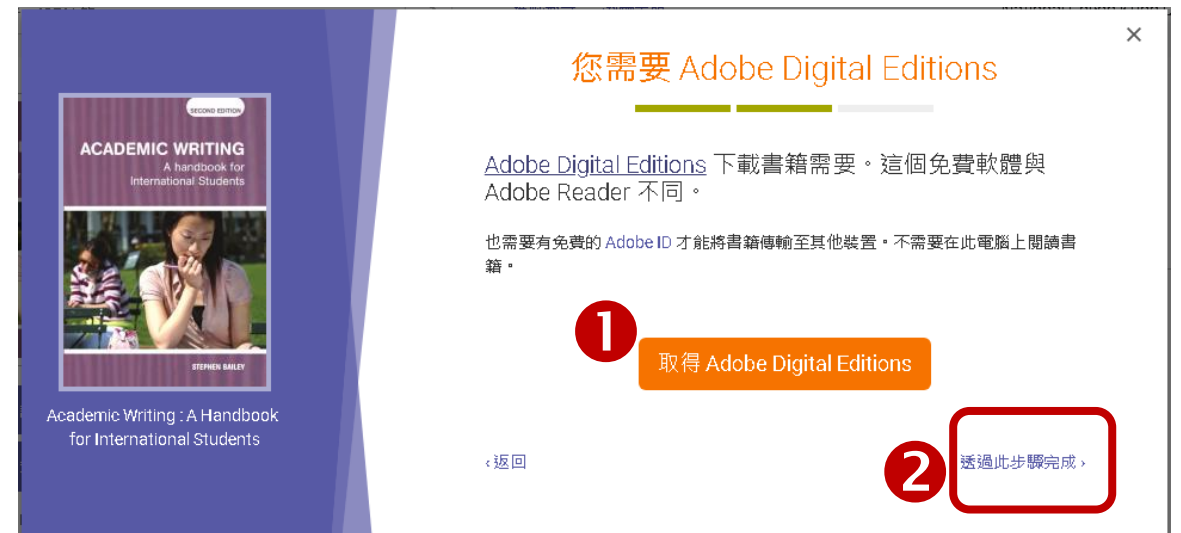 SECOND EDITION
ACADEMIC WRITING
A handbook for
International Students
STEPHEN BAILEY
Academic Writing : A Handbook
for International Students
×
您需要 Adobe Digital Editions
Adobe Digital Editions 下載書籍需要。這個免費軟體與
Adobe Reader 不同。
也需要有免費的 Adobe ID 才能將書籍傳輸至其他裝置。不需要在此電腦上閱讀書
籍。
1
取得 Adobe Digital Editions
‹返回
2
透過此步驟完成 ›